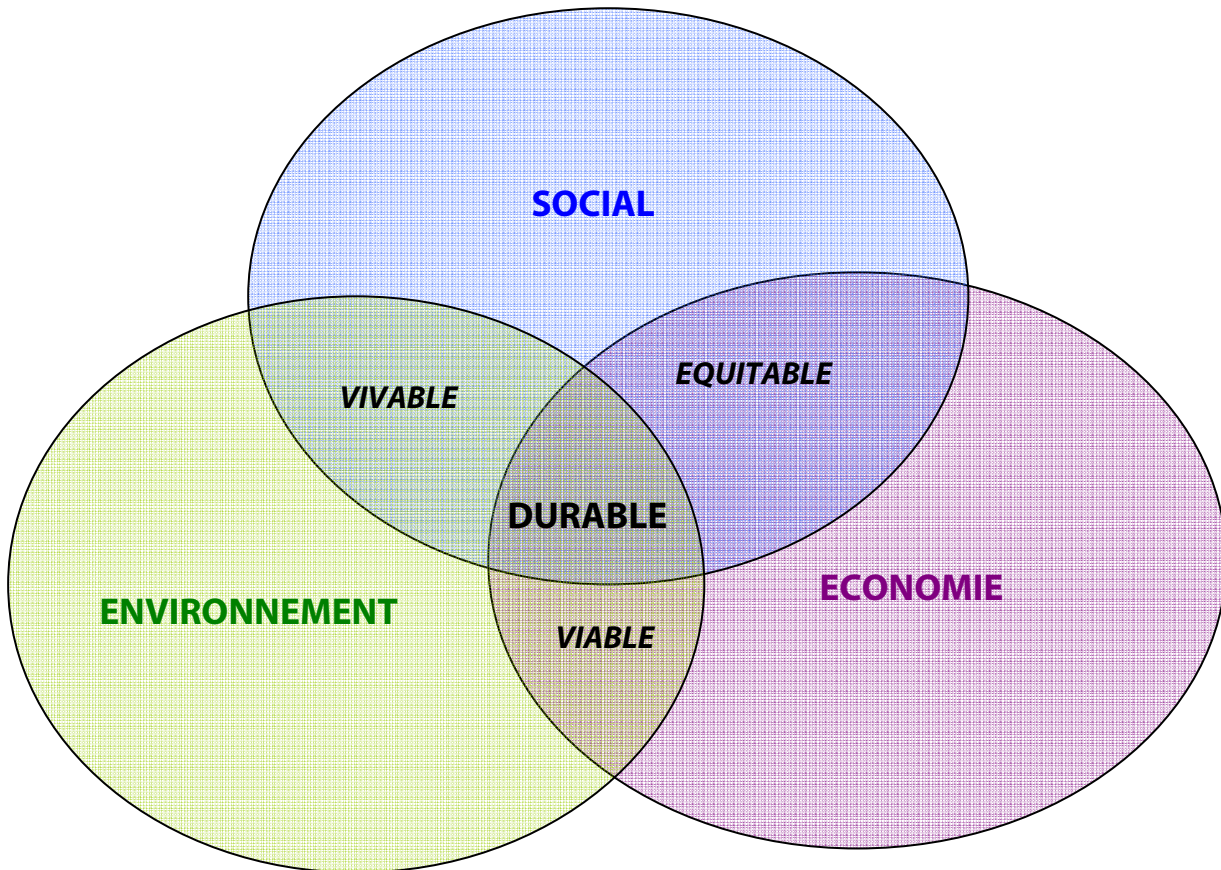 SOCIAL
EQUITABLE
VIVABLE
DURABLE
ECONOMIE
ENVIRONNEMENT
VIABLE